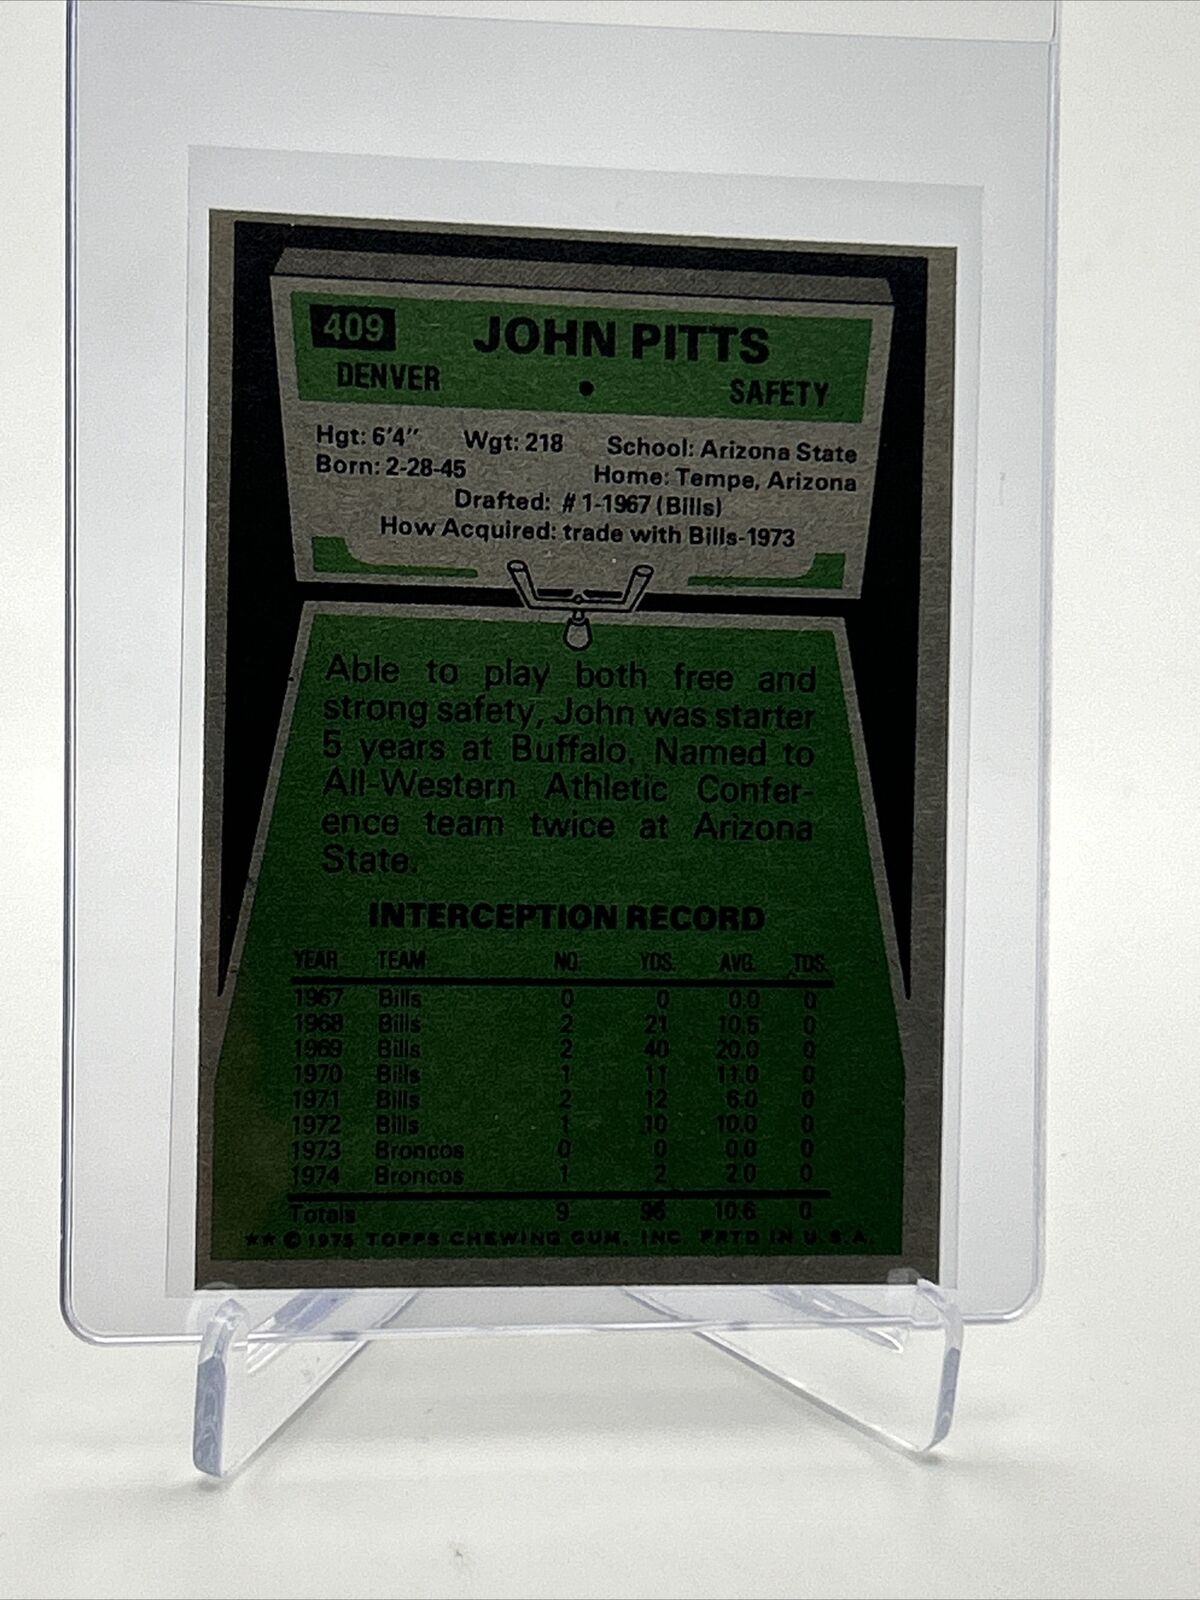 409 JOHN PITTS
DENVER • SAFETY
Hgt: 6'4" Wgt: 218 School: Arizona State
Born: 2-28-45 Home: Tempe, Arizona
Drafted: #1-1967 (Bills)
How Acquired: trade with Bills-1973
Able to play both free and
strong safety, John was starter
5 years at Buffalo. Named to
All-Western Athletic Confer-
ence team twice at Arizona
State.
INTERCEPTION RECORD
YEAR TEAM NO. YDS. AVG. TDS.
1967 Bills 0 0 0.0 0
1968 Bills 2 21 10.5 0
1969 Bills 2 40 20.0 0
1970 Bills 1 11 11.0 0
1971 Bills 2 12 6.0 0
1972 Bills 1 10 10.0 0
1973 Broncos 0 0 0.0 0
1974 Broncos 1 2 2.0 0
Totals 9 96 10.6 0
** © 1975 TOPPS CHEWING GUM, INC. PRTD IN U.S.A.